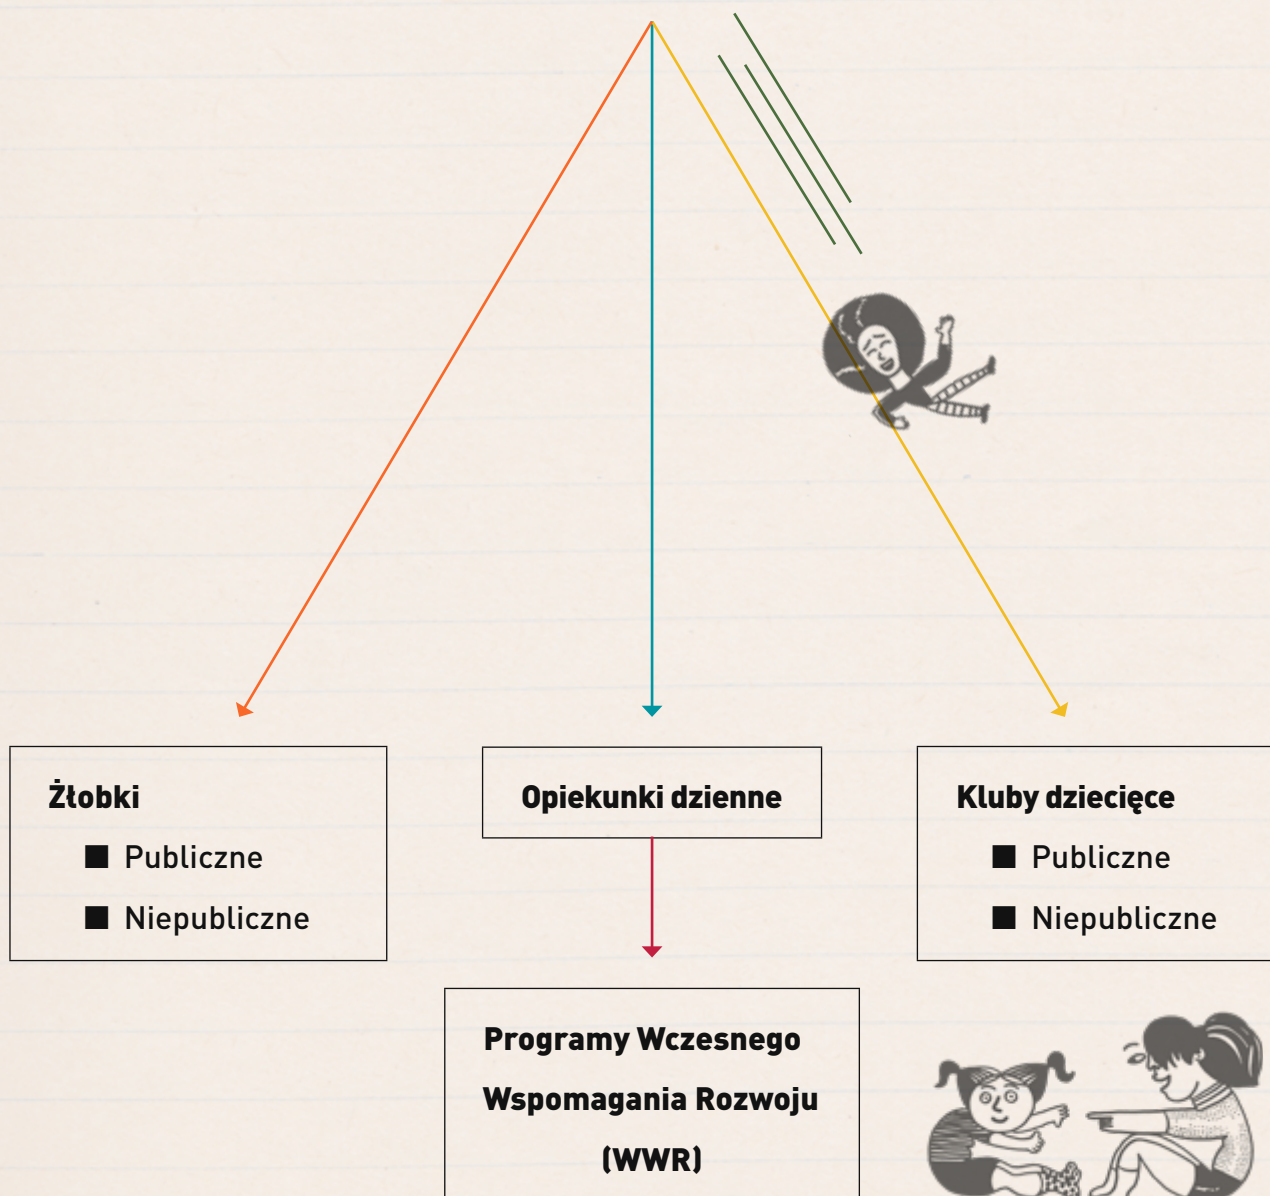 Żłobki
■ Publiczne
■ Niepubliczne
Opiekunki dzienne
Kluby dziecięce
■ Publiczne
■ Niepubliczne
Programy Wczesnego
Wspomagania Rozwoju
(WWR)